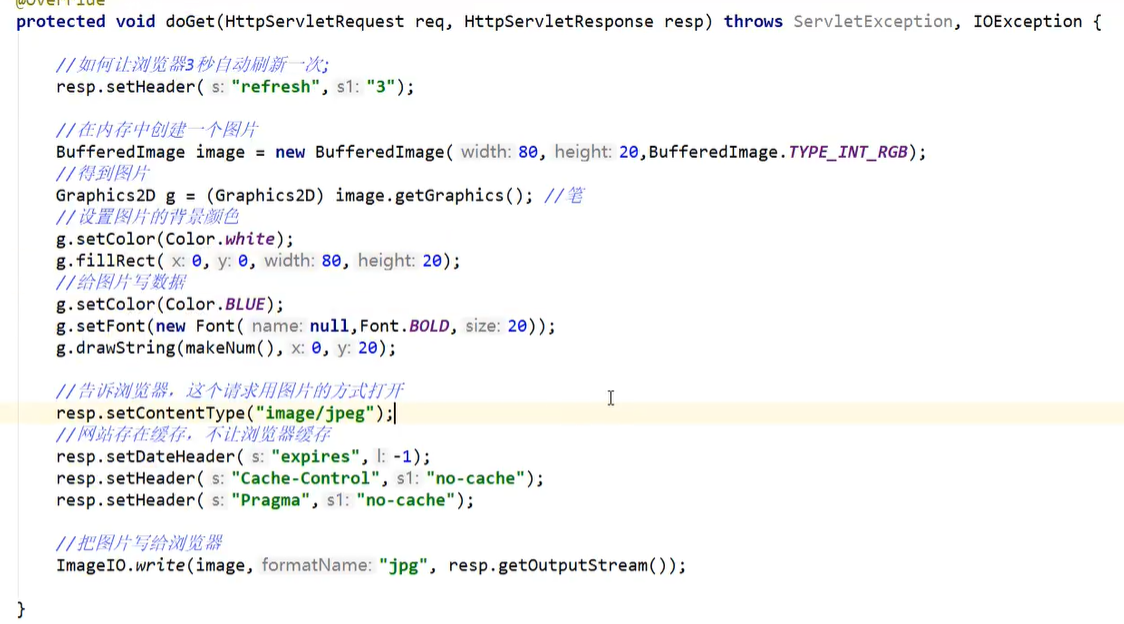 @Override
protected void doGet(HttpServletRequest req, HttpServletResponse resp) throws ServletException, IOException {
//如何让浏览器3秒自动刷新一次;
resp.setHeader( s: "refresh", s1: "3");
//在内存中创建一个图片
BufferedImage image = new BufferedImage( width: 80, height: 20,BufferedImage.TYPE_INT_RGB);
//得到图片
Graphics2D g = (Graphics2D) image.getGraphics(); //笔
//设置图片的背景颜色
g.setColor(Color.white);
g.fillRect( x: 0, y: 0, width: 80, height: 20);
//给图片写数据
g.setColor(Color.BLUE);
g.setFont(new Font( name: null,Font.BOLD, size: 20));
g.drawString(makeNum(), x: 0, y: 20);
//告诉浏览器，这个请求用图片的方式打开
resp.setContentType("image/jpeg");
//网站存在缓存，不让浏览器缓存
resp.setDateHeader( s: "expires", l: -1);
resp.setHeader( s: "Cache-Control", s1: "no-cache");
resp.setHeader( s: "Pragma", s1: "no-cache");
//把图片写给浏览器
ImageIO.write(image, formatName: "jpg", resp.getOutputStream());
}